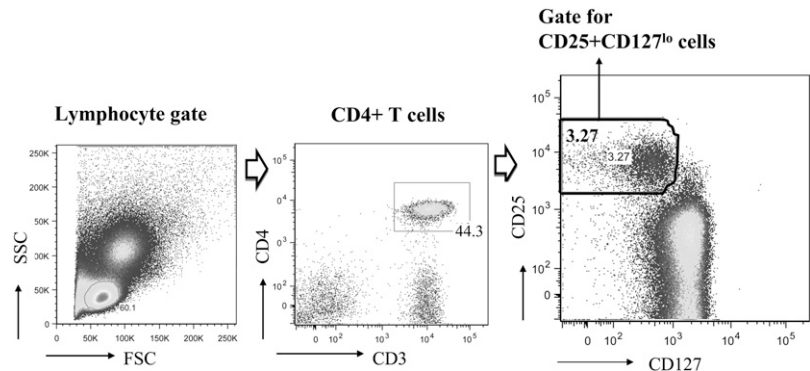 Gate for
CD25+CD127lo cells
Lymphocyte gate
CD4+ T cells
250K
200K
50K
00K
50K
0
SSC
0 50K 100K 150K 200K 250K
FSC
60.1
10^5
10^4
10^3
10^2
0
CD4
44.3
0 10^2 10^3 10^4 10^5
CD3
10^5
10^4
10^3
10^2
0
CD25
3.27
3.27
0 10^2 10^3 10^4 10^5
CD127